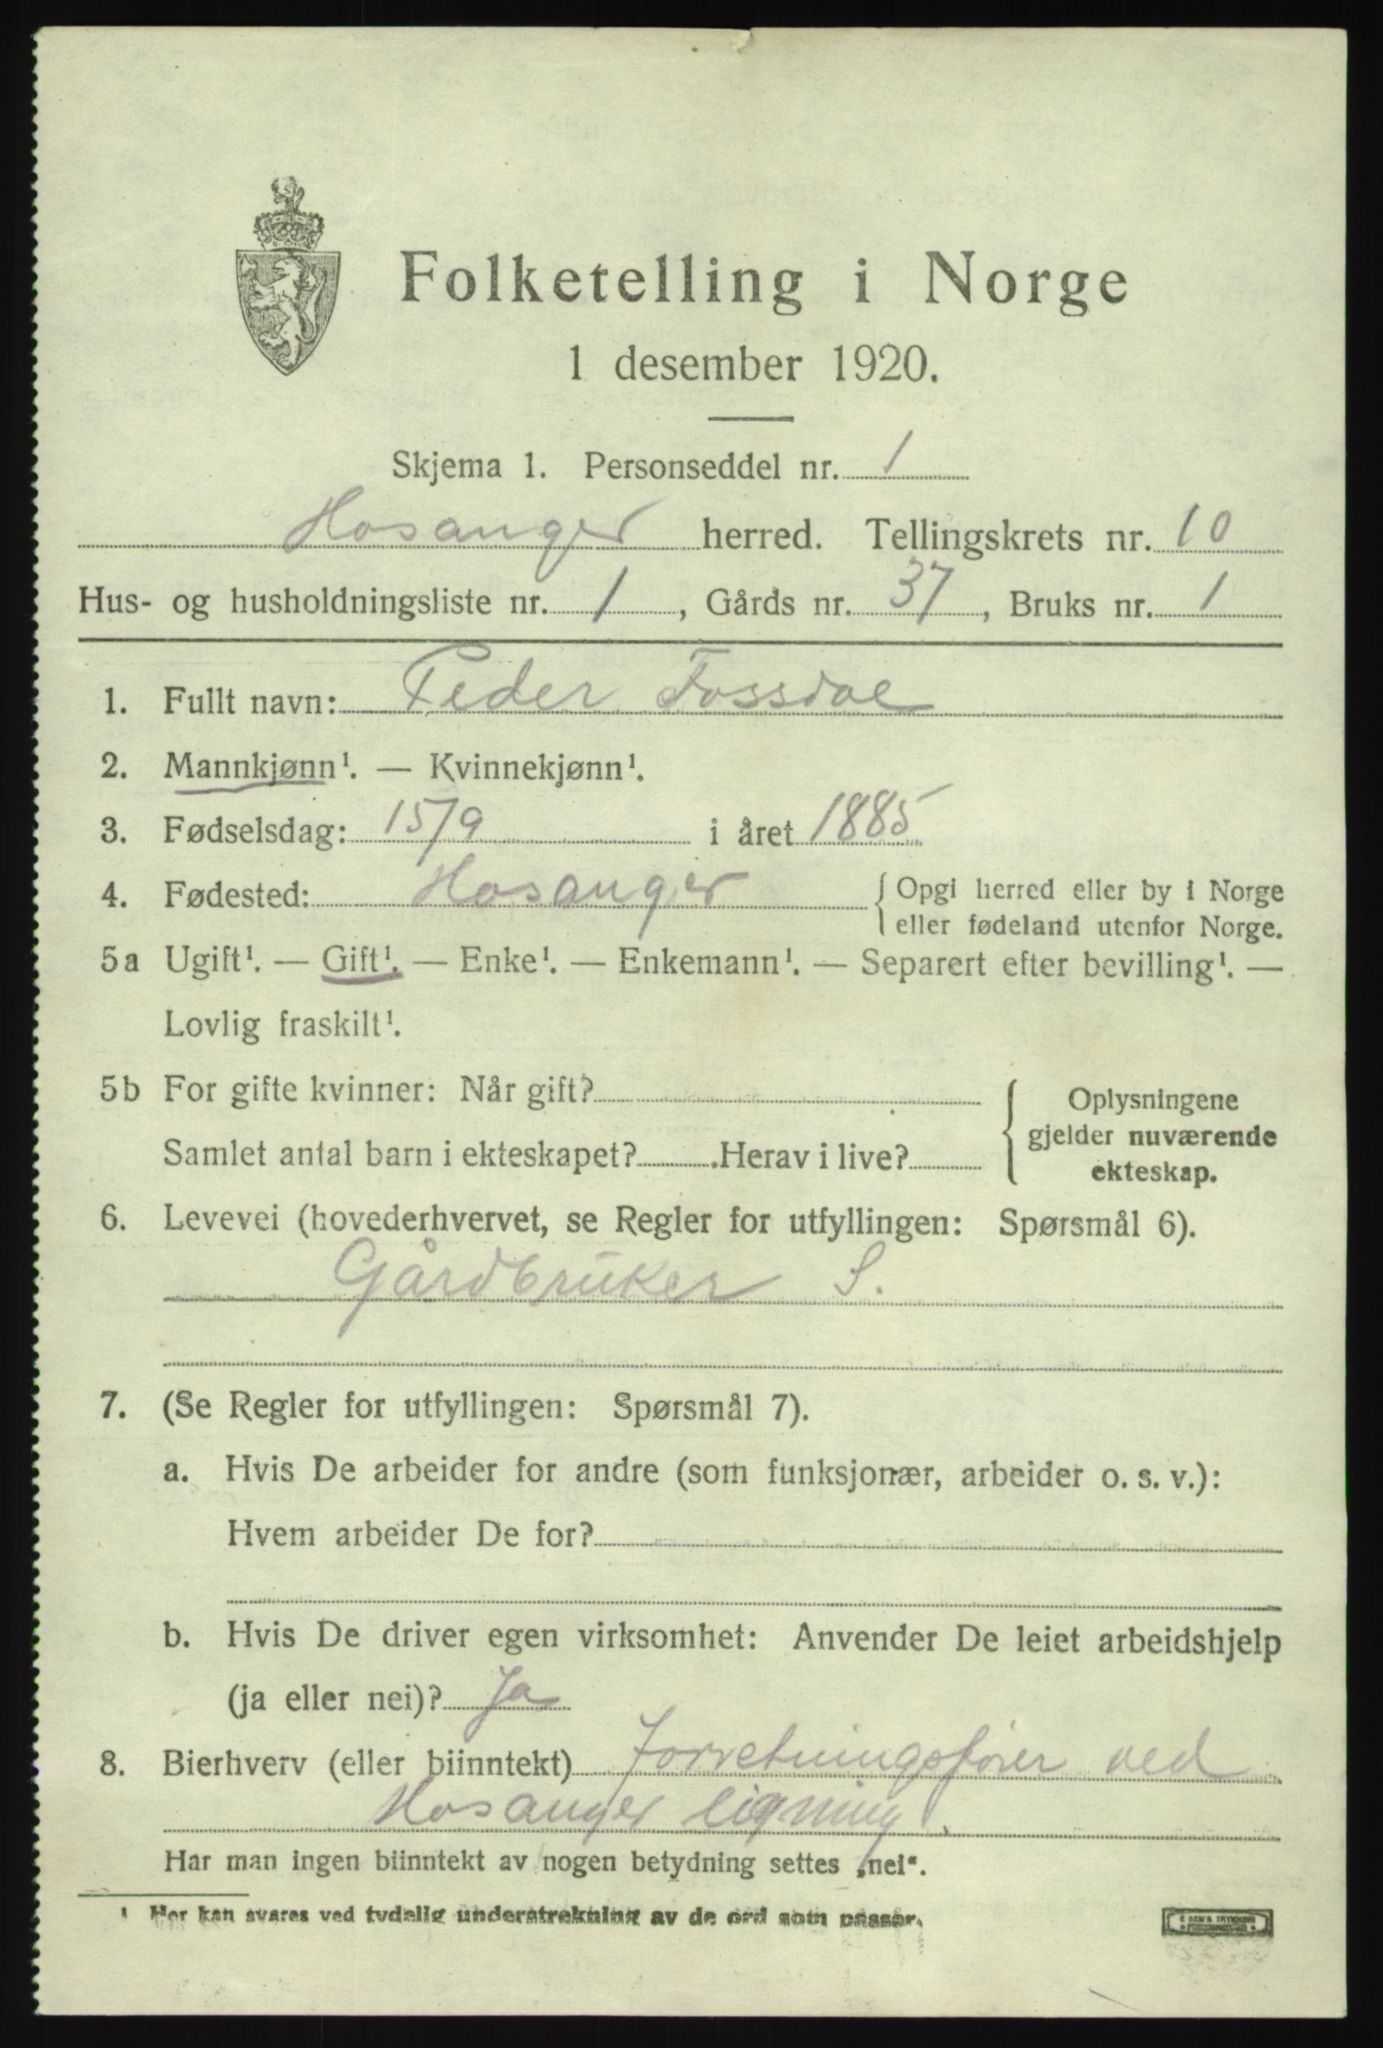 Folketelling i Norge
1 desember 1920.
Skjema 1. Personseddel nr. 1
Hosanger herred. Tellingskrets nr. 10
Hus- og husholdningsliste nr. 1, Gårds nr. 37, Bruks nr. 1
1. Fullt navn: Peder Fossdal
2. Mannkjønn¹. — Kvinnekjønn¹.
3. Fødselsdag: 15/9 i året 1885
4. Fødested: Hosanger { Opgi herred eller by i Norge
eller fødeland utenfor Norge.
5a Ugift¹. — Gift¹. — Enke¹. — Enkemann¹. — Separert efter bevilling¹. —
Lovlig fraskilt¹.
5b For gifte kvinner: Når gift?
Samlet antal barn i ekteskapet? Herav i live?
Oplysningene
gjelder nuværende
ekteskap.
6. Levevei (hovederhvervet, se Regler for utfyllingen: Spørsmål 6).
Gårdbruker S.
7. (Se Regler for utfyllingen: Spørsmål 7).
a. Hvis De arbeider for andre (som funksjonær, arbeider o. s. v.):
Hvem arbeider De for?
b. Hvis De driver egen virksomhet: Anvender De leiet arbeidshjelp
(ja eller nei)? Ja
8. Bierhverv (eller biinntekt) Forretningsfører ved
Hosanger ligning.
Har man ingen biinntekt av nogen betydning settes „nei“.
¹ Her kan svares ved tydelig understrekning av de ord som passer.